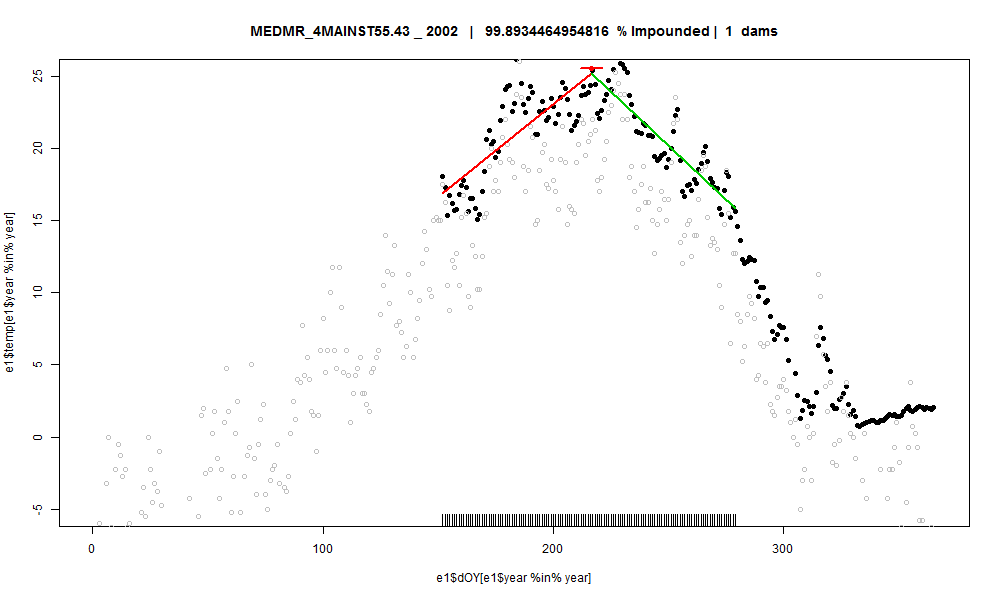 MEDMR_4MAINST55.43 _ 2002 | 99.8934464954816 % Impounded | 1 dams
e1$temp[e1$year %in% year]
25
20
15
10
5
0
-5
0 100 200 300
e1$dOY[e1$year %in% year]